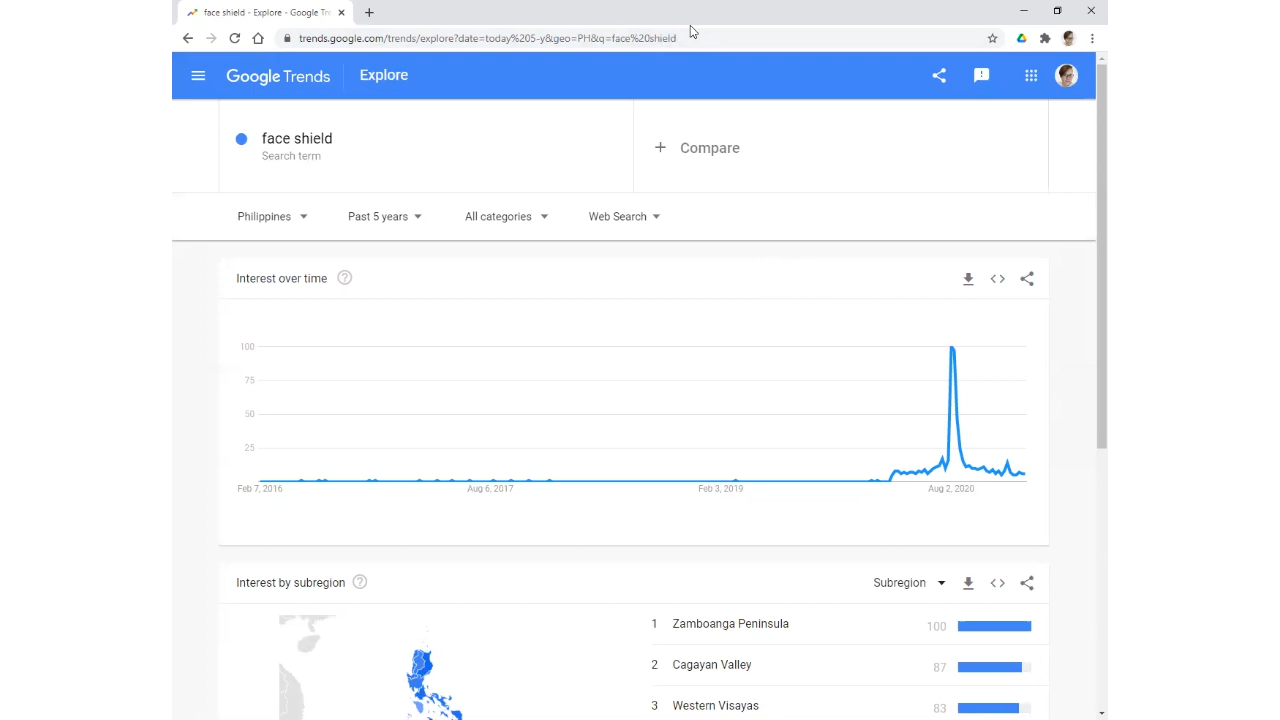 face shield - Explore - Google Tre
trends.google.com/trends/explore?date=today%205-y&geo=PH&q=face%20shield
Google Trends
Explore
face shield
Search term
+ Compare
Philippines
Past 5 years
All categories
Web Search
Interest over time
100
75
50
25
Feb 7, 2016
Aug 6, 2017
Feb 3, 2019
Aug 2, 2020
Interest by subregion
Subregion
1 Zamboanga Peninsula 100
2 Cagayan Valley 87
3 Western Visayas 83